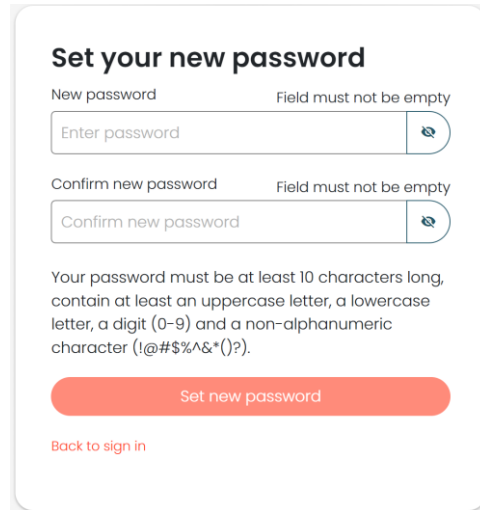 Set your new password
New password Field must not be empty
Enter password
Confirm new password Field must not be empty
Confirm new password
Your password must be at least 10 characters long,
contain at least an uppercase letter, a lowercase
letter, a digit (0-9) and a non-alphanumeric
character (!@#$%^&*()?).
Set new password
Back to sign in